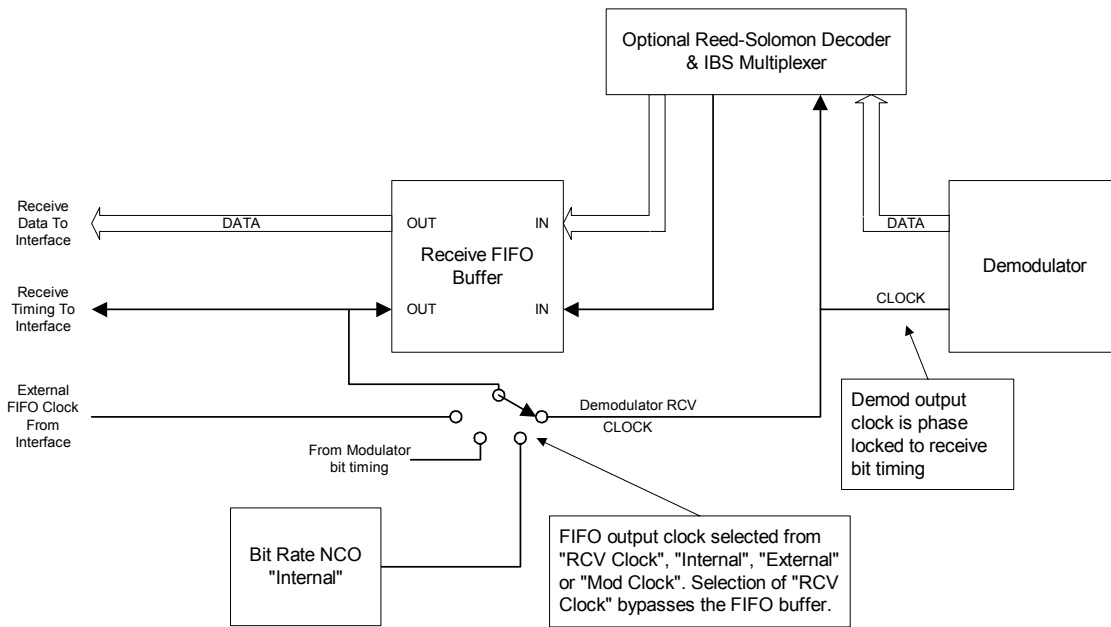 Optional Reed-Solomon Decoder
& IBS Multiplexer
Receive
Data To
Interface
DATA
OUT
IN
Receive FIFO
Buffer
DATA
Demodulator
Receive
Timing To
Interface
OUT
IN
CLOCK
External
FIFO Clock
From
Interface
Demodulator RCV
CLOCK
From Modulator
bit timing
Demod output
clock is phase
locked to receive
bit timing
Bit Rate NCO
"Internal"
FIFO output clock selected from
"RCV Clock", "Internal", "External"
or "Mod Clock". Selection of "RCV
Clock" bypasses the FIFO buffer.